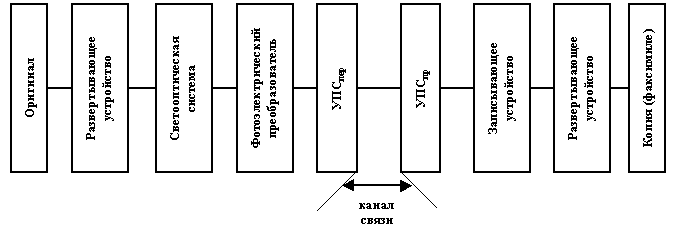 Оригинал
Развертывающее
устройство
Светооптическая
система
Фотоэлектрический
преобразователь
УПСпер
УПСпр
Записывающее
устройство
Развертывающее
устройство
Копия (факсимиле)
канал
связи